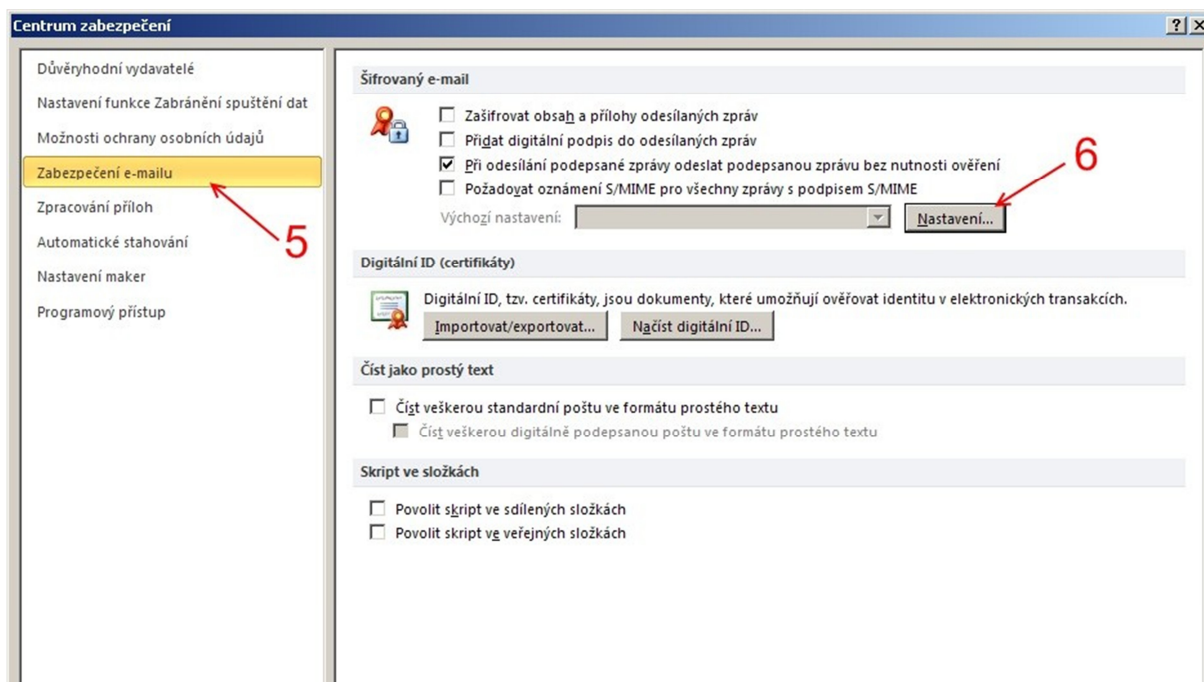 Centrum zabezpečení
Důvěryhodní vydavatelé
Nastavení funkce Zabránění spuštění dat
Možnosti ochrany osobních údajů
Zabezpečení e-mailu
Zpracování příloh
Automatické stahování
Nastavení maker
Programový přístup
5
Šifrovaný e-mail
Zašifrovat obsah a přílohy odesílaných zpráv
Přidat digitální podpis do odesílaných zpráv
Při odesílání podepsané zprávy odeslat podepsanou zprávu bez nutnosti ověření
6
Požadovat oznámení S/MIME pro všechny zprávy s podpisem S/MIME
Výchozí nastavení: Nastavení...
Digitální ID (certifikáty)
Digitální ID, tzv. certifikáty, jsou dokumenty, které umožňují ověřovat identitu v elektronických transakcích.
Importovat/exportovat... Načíst digitální ID...
Číst jako prostý text
Číst veškerou standardní poštu ve formátu prostého textu
Číst veškerou digitálně podepsanou poštu ve formátu prostého textu
Skript ve složkách
Povolit skript ve sdílených složkách
Povolit skript ve veřejných složkách